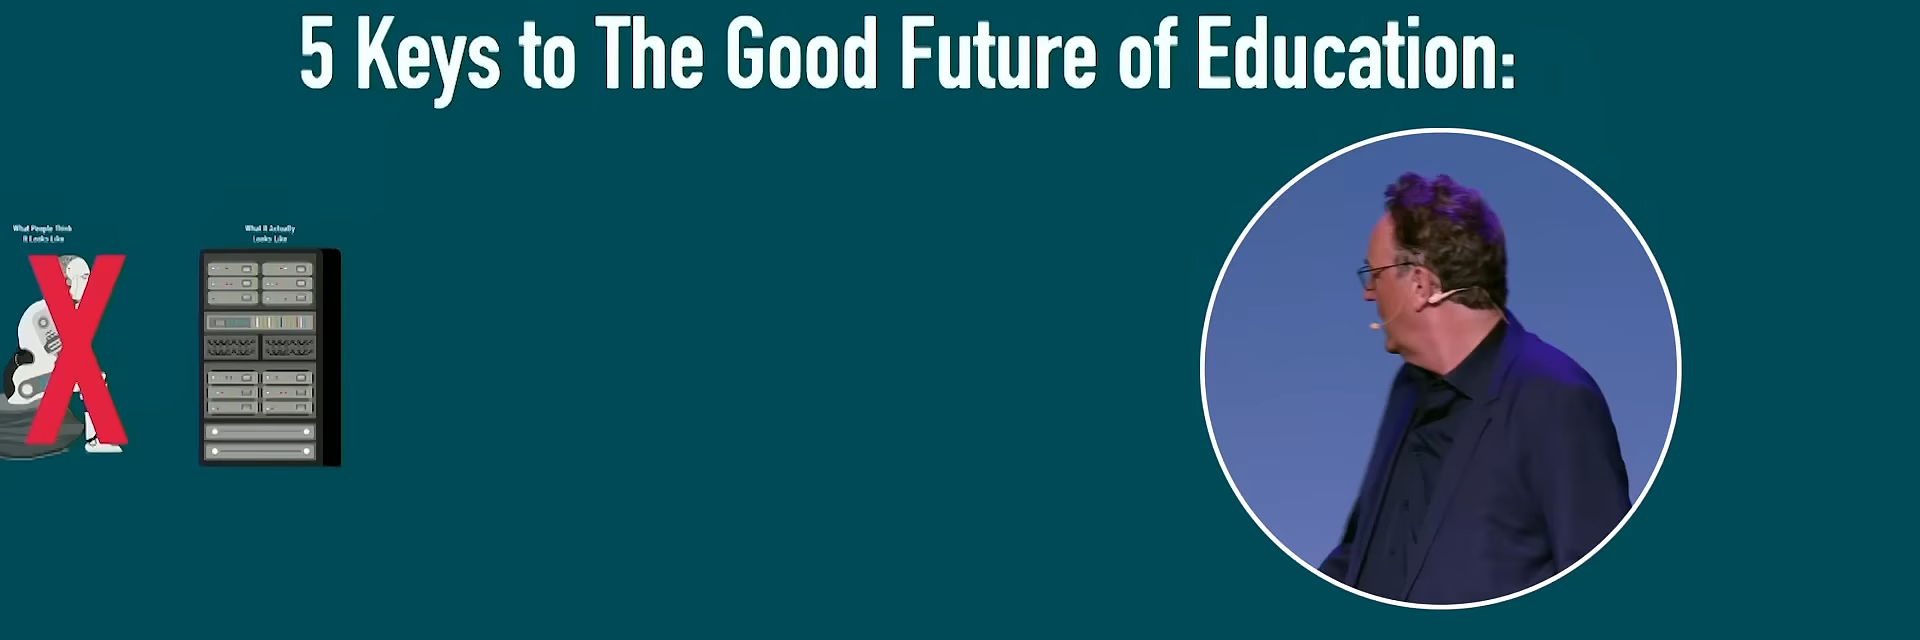 5 Keys to The Good Future of Education:
What People Think
It Looks Like
What It Actually
Looks Like